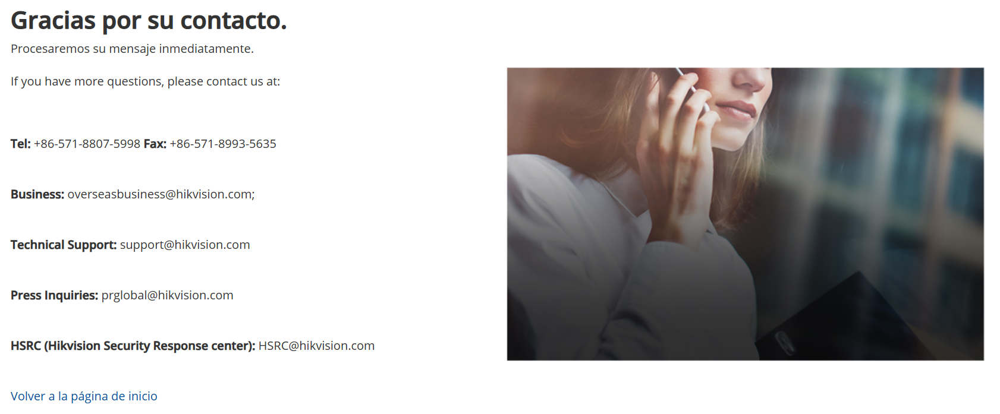 Gracias por su contacto.
Procesaremos su mensaje inmediatamente.
If you have more questions, please contact us at:
Tel: +86-571-8807-5998 Fax: +86-571-8993-5635
Business: overseasbusiness@hikvision.com;
Technical Support: support@hikvision.com
Press Inquiries: prglobal@hikvision.com
HSRC (Hikvision Security Response center): HSRC@hikvision.com
Volver a la página de inicio